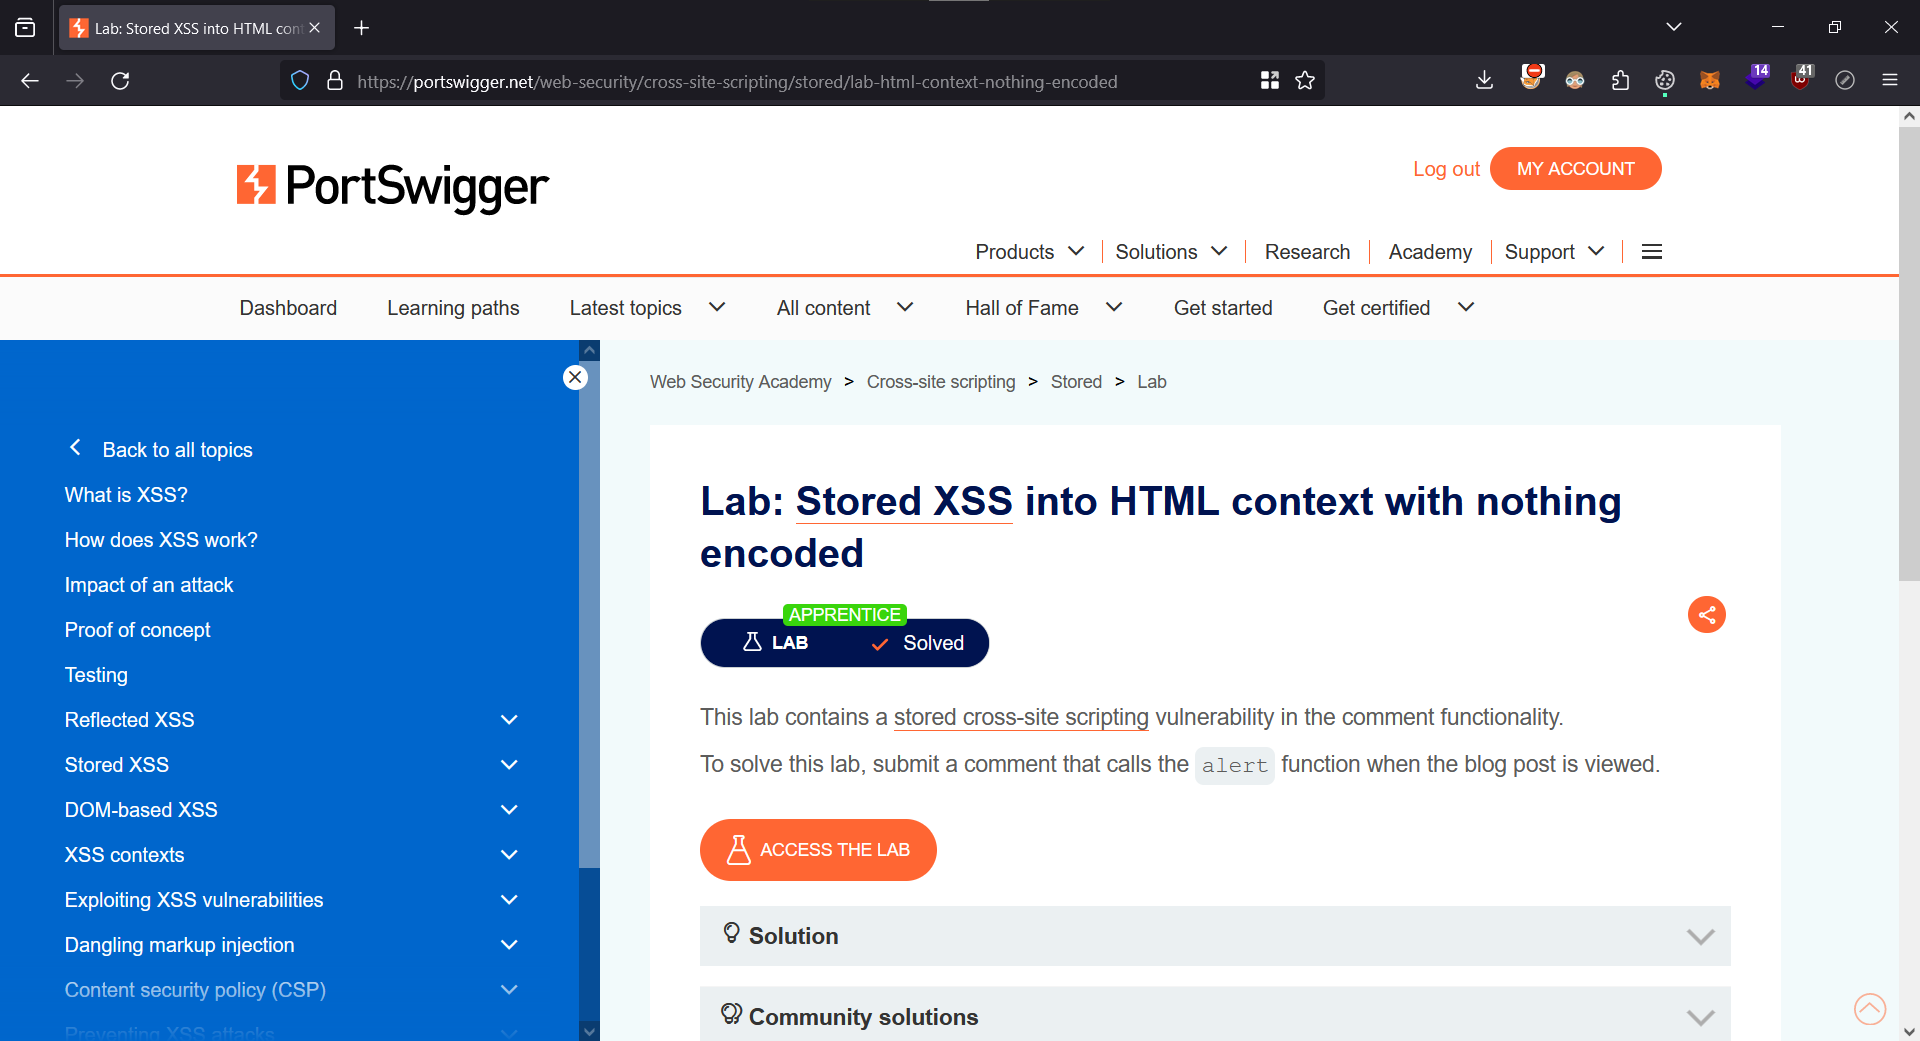 Lab: Stored XSS into HTML con
https://portswigger.net/web-security/cross-site-scripting/stored/lab-html-context-nothing-encoded
14
41
PortSwigger
Log out
MY ACCOUNT
Products
Solutions
Research
Academy
Support
Dashboard
Learning paths
Latest topics
All content
Hall of Fame
Get started
Get certified
Back to all topics
What is XSS?
How does XSS work?
Impact of an attack
Proof of concept
Testing
Reflected XSS
Stored XSS
DOM-based XSS
XSS contexts
Exploiting XSS vulnerabilities
Dangling markup injection
Content security policy (CSP)
Preventing XSS attacks
Web Security Academy > Cross-site scripting > Stored > Lab
Lab: Stored XSS into HTML context with nothing
encoded
APPRENTICE
LAB
Solved
This lab contains a stored cross-site scripting vulnerability in the comment functionality.
To solve this lab, submit a comment that calls the alert function when the blog post is viewed.
ACCESS THE LAB
Solution
Community solutions